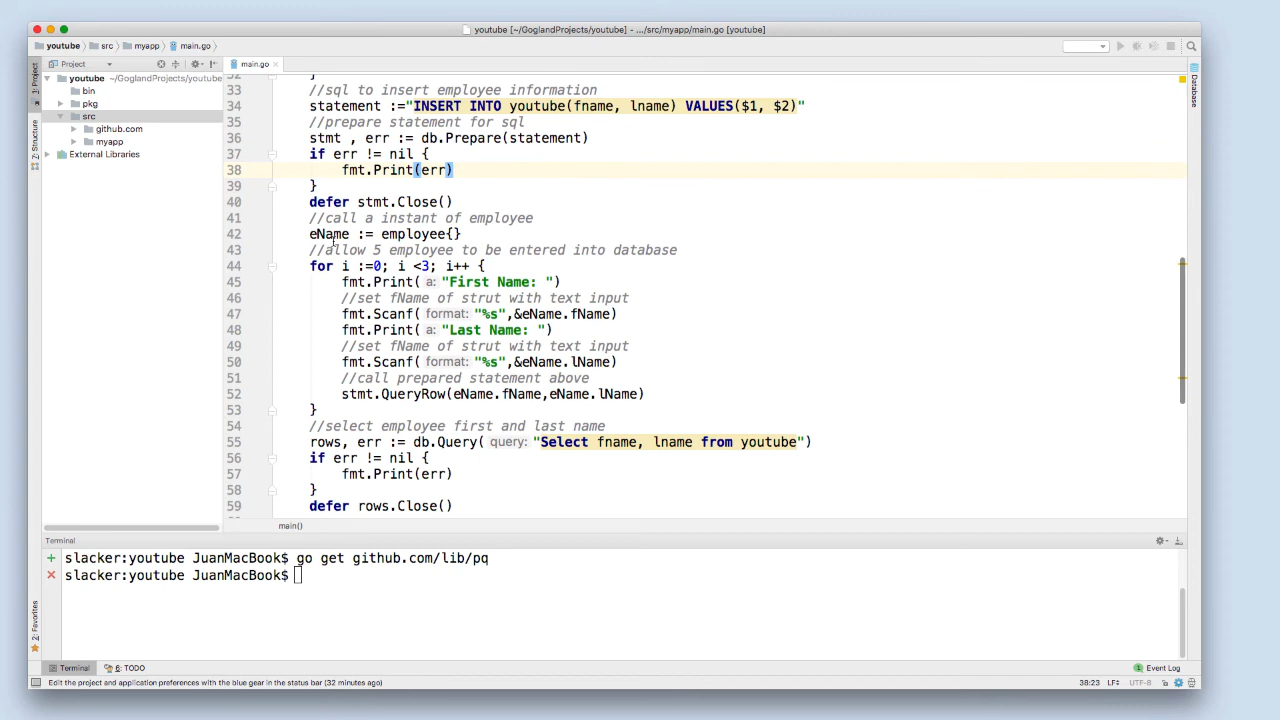 youtube [~/GoglandProjects/youtube] - .../src/myapp/main.go [youtube]
youtube src myapp main.go
Project
main.go
1: Project
Z: Structure
2: Favorites
Database
youtube ~/GoglandProjects/youtube
bin
pkg
src
github.com
myapp
External Libraries
32 }
33 //sql to insert employee information
34 statement :="INSERT INTO youtube(fname, lname) VALUES($1, $2)"
35 //prepare statement for sql
36 stmt , err := db.Prepare(statement)
37 if err != nil {
38 fmt.Print(err)
39 }
40 defer stmt.Close()
41 //call a instant of employee
42 eName := employee{}
43 //allow 5 employee to be entered into database
44 for i :=0; i <3; i++ {
45 fmt.Print( a: "First Name: ")
46 //set fName of strut with text input
47 fmt.Scanf( format: "%s",&eName.fName)
48 fmt.Print( a: "Last Name: ")
49 //set fName of strut with text input
50 fmt.Scanf( format: "%s",&eName.lName)
51 //call prepared statement above
52 stmt.QueryRow(eName.fName,eName.lName)
53 }
54 //select employee first and last name
55 rows, err := db.Query( query: "Select fname, lname from youtube")
56 if err != nil {
57 fmt.Print(err)
58 }
59 defer rows.Close()
main()
Terminal
slacker:youtube JuanMacBook$ go get github.com/lib/pq
slacker:youtube JuanMacBook$
Terminal 6: TODO
1 Event Log
Edit the project and application preferences with the blue gear in the status bar (32 minutes ago)
38:23 LF÷ UTF-8